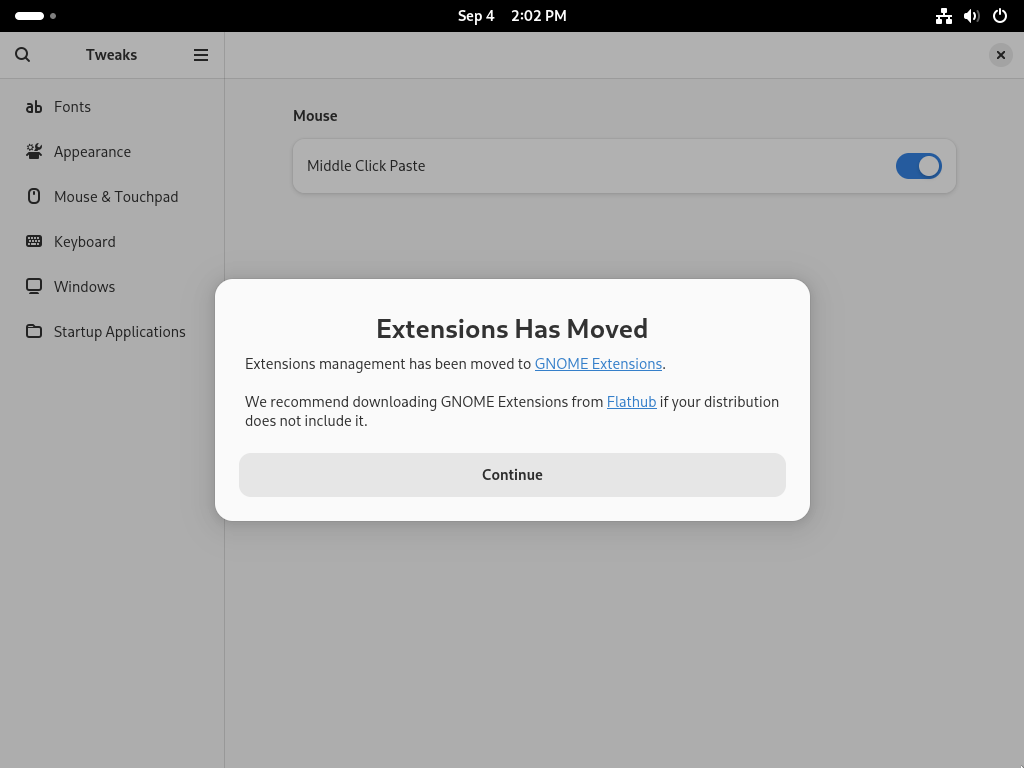 Sep 4 2:02 PM
Tweaks
Fonts
Appearance
Mouse & Touchpad
Keyboard
Windows
Startup Applications
Mouse
Middle Click Paste
Extensions Has Moved
Extensions management has been moved to GNOME Extensions.
We recommend downloading GNOME Extensions from Flathub if your distribution
does not include it.
Continue